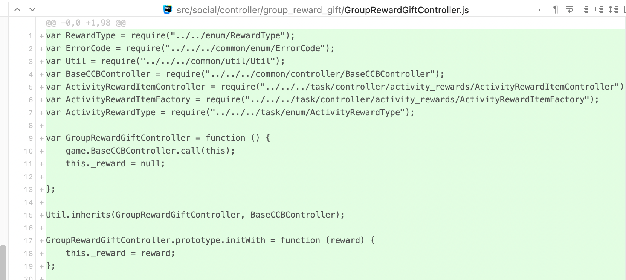 src/social/controller/group_reward_gift/GroupRewardGiftController.js
@@ -0,0 +1,98 @@
1 +var RewardType = require("../../enum/RewardType");
2 +var ErrorCode = require("../../../common/enum/ErrorCode");
3 +var Util = require("../../../common/util/Util");
4 +var BaseCCBController = require("../../../common/controller/BaseCCBController");
5 +var ActivityRewardItemController = require("../../../task/controller/activity_rewards/ActivityRewardItemController")
6 +var ActivityRewardItemFactory = require("../../../task/controller/activity_rewards/ActivityRewardItemFactory");
7 +var ActivityRewardType = require("../../../task/enum/ActivityRewardType");
8 +
9 +var GroupRewardGiftController = function () {
10 + game.BaseCCBController.call(this);
11 + this._reward = null;
12 +
13 +};
14 +
15 +Util.inherits(GroupRewardGiftController, BaseCCBController);
16 +
17 +GroupRewardGiftController.prototype.initWith = function (reward) {
18 + this._reward = reward;
19 +};